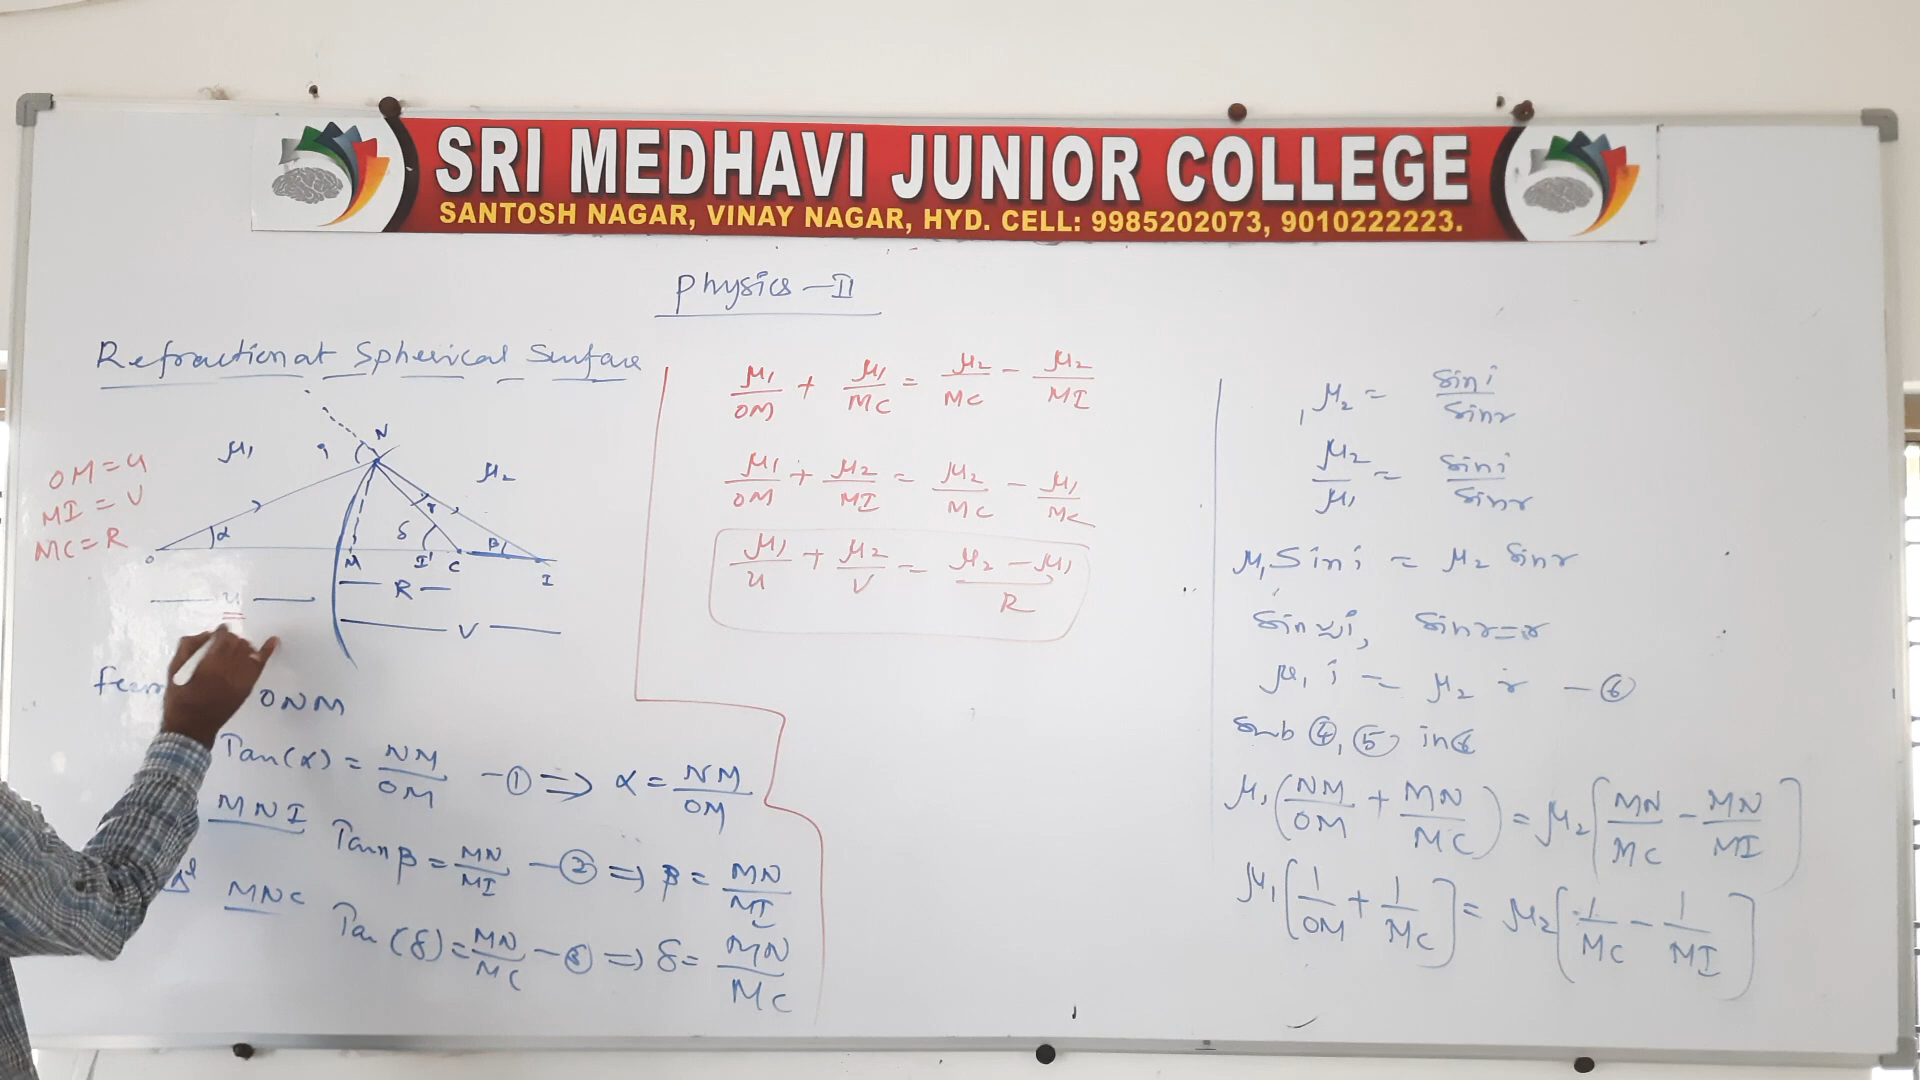 SRI MEDHAVI JUNIOR COLLEGE
SANTOSH NAGAR, VINAY NAGAR, HYD. CELL: 9985202073, 9010222223.
Physics - II
Refraction at Spherical Surface
OM = u
MI = V
MC = R
μ₁
N
μ₂
α
r
δ
β
O
M
I'
C
I
u
R
V
ONM
Tan(α) = NM/OM - ① ⇒ α = NM/OM
MNI Tan β = MN/MI - ② ⇒ β = MN/MI
MNC Tan (δ) = MN/MC - ③ ⇒ δ = MN/MC
μ₁/OM + μ₁/MC = μ₂/MC - μ₂/MI
μ₁/OM + μ₂/MI = μ₂/MC - μ₁/MC
μ₁/u + μ₂/V = μ₂ - μ₁/R
₁μ₂ = Sin i/Sin r
μ₂/μ₁ = Sin i/Sin r
μ₁ Sin i = μ₂ Sin r
Sin ≈ i, Sin r = r
μ₁ i = μ₂ r - ⑥
Sub ④, ⑤ in ⑥
μ₁ (NM/OM + MN/MC) = μ₂ [MN/MC - MN/MI]
μ₁ [1/OM + 1/MC] = μ₂ [1/MC - 1/MI]